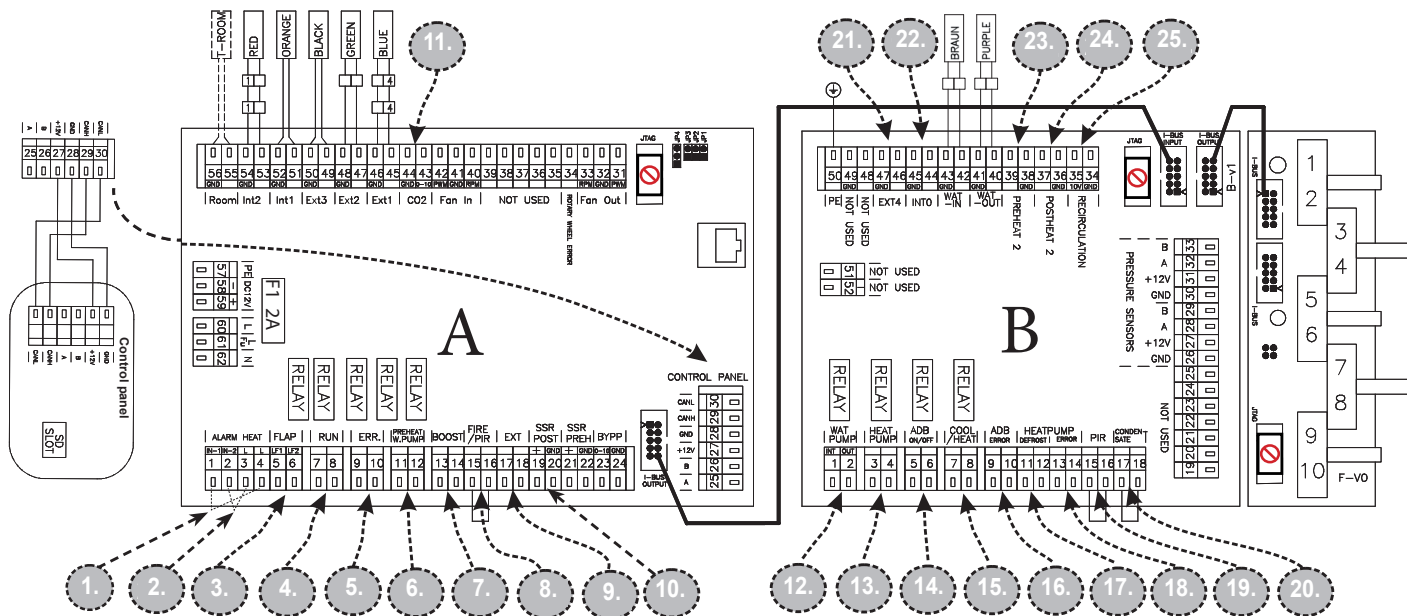 T-ROOM
RED
ORANGE
BLACK
GREEN
BLUE
11.
21.
22.
BRAUN
PURPLE
23.
24.
25.
1
1
4
4
A B +12V GND CANH CANL
25 26 27 28 29 30
CANL CANH A B +12V GND
Control panel
SD SLOT
JTAG
JP4 JP3 JP2 JP1
56 55 54 53 52 51 50 49 48 47 46 45 44 43 42 41 40 39 38 37 36 35 34 33 32 31
GND GND GND GND GND GND GND 0-10 PWM GND RPM RPM GND PWM
Room Int2 Int1 Ext3 Ext2 Ext1 CO2 Fan In NOT USED ROTARY WHEEL ERROR Fan Out
57 58 59
PE - +
DC12V
F1 2A
60 61 62
L L N
Fu
A
RELAY RELAY RELAY RELAY RELAY
CONTROL PANEL
CANL 30
CANH 29
GND 28
+12V 27
B 26
A 25
I-BUS OUTPUT
ALARM HEAT FLAP RUN ERR. PREHEAT W.PUMP BOOST FIRE /PIR EXT SSR POST SSR PREH BYPP
IN-1 IN-2 L L LF1 LF2 + GND + GND 0-10 GND
1 2 3 4 5 6 7 8 9 10 11 12 13 14 15 16 17 18 19 20 21 22 23 24
1. 2. 3. 4. 5. 6. 7. 8. 9. 10.
JTAG
I-BUS INPUT
I-BUS OUTPUT
B-V1
50 49 48 47 46 45 44 43 42 41 40 39 38 37 36 35 34
GND GND GND GND GND GND GND 10V GND
PE NOT USED NOT USED EXT4 INT0 WAT -IN WAT -OUT PREHEAT 2 POSTHEAT 2 RECIRCULATION
51 NOT USED
52 NOT USED
B
PRESSURE SENSORS
B 33
A 32
+12V 31
GND 30
B 29
A 28
+12V 27
GND 26
25
24
23
22
21
20
19
NOT USED
RELAY RELAY RELAY RELAY
WAT PUMP HEAT PUMP ADB ON/OFF COOL /HEAT ADB ERROR HEATPUMP DEFROST ERROR PIR CONDEN SATE
INT OUT
1 2 3 4 5 6 7 8 9 10 11 12 13 14 15 16 17 18
12. 13. 14. 15. 16. 17. 18. 19. 20.
I-BUS
I-BUS
JTAG
1
2
3
4
5
6
7
8
9
10
F-V0